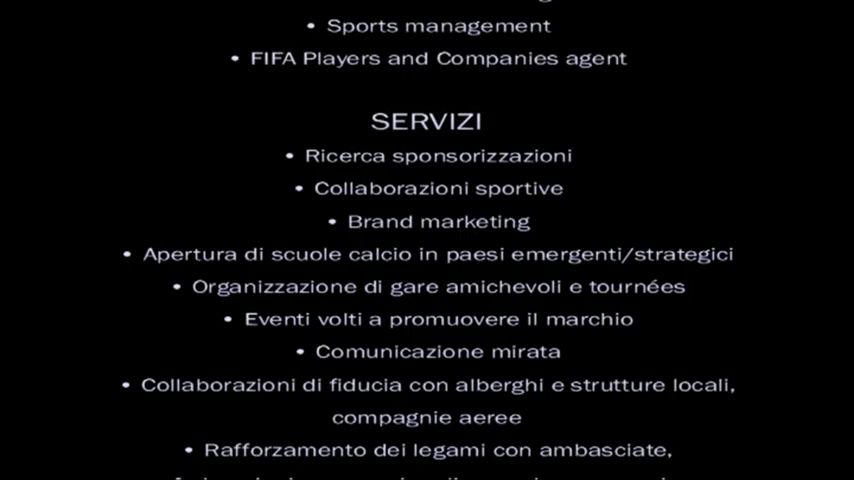 • Sports management
• FIFA Players and Companies agent
SERVIZI
• Ricerca sponsorizzazioni
• Collaborazioni sportive
• Brand marketing
• Apertura di scuole calcio in paesi emergenti/strategici
• Organizzazione di gare amichevoli e tournées
• Eventi volti a promuovere il marchio
• Comunicazione mirata
• Collaborazioni di fiducia con alberghi e strutture locali,
compagnie aeree
• Rafforzamento dei legami con ambasciate,